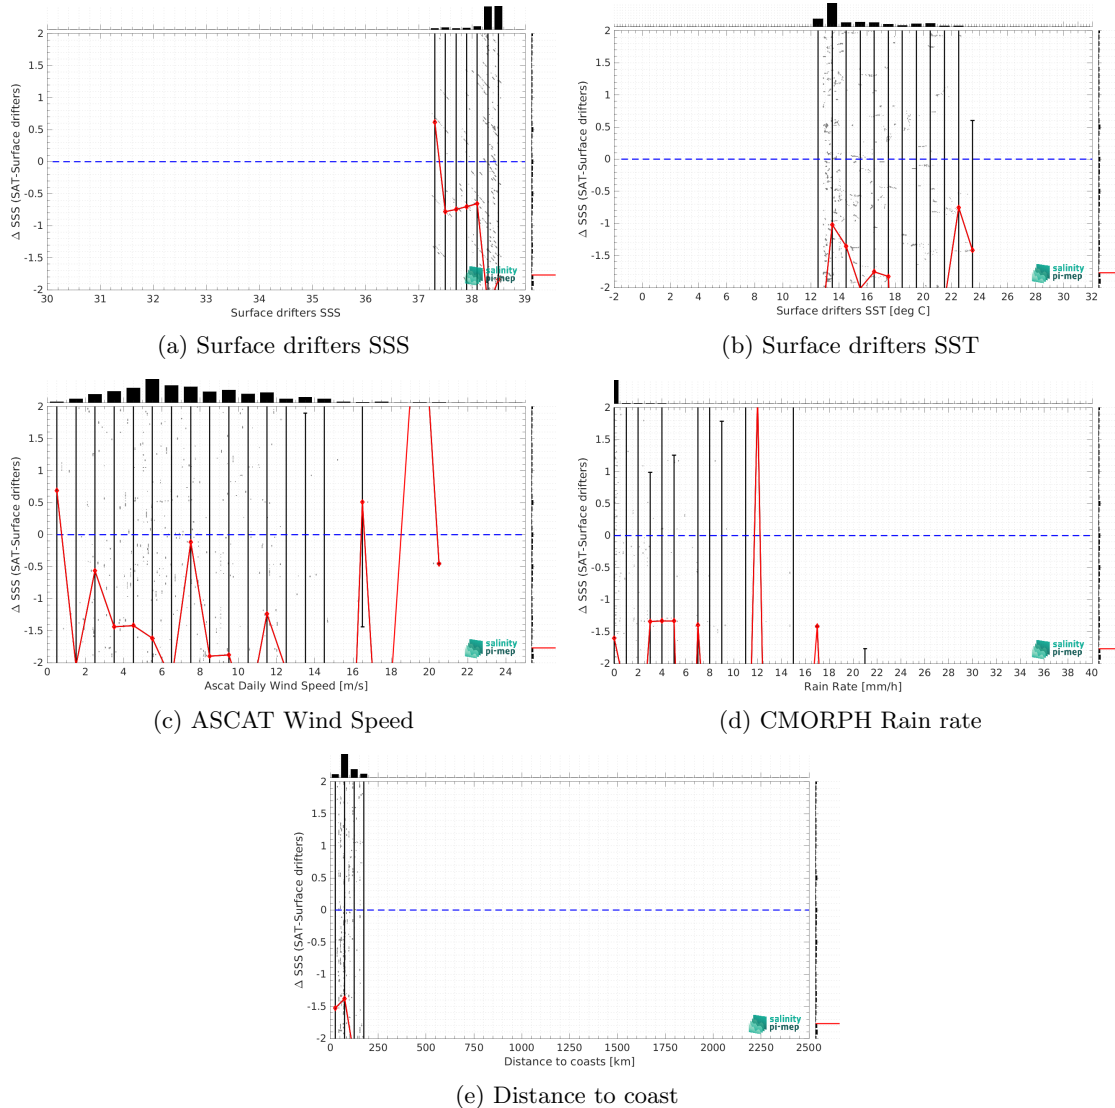 2
1.5
1
0.5
0
-0.5
-1
-1.5
-2
Δ SSS (SAT-Surface drifters)
30 31 32 33 34 35 36 37 38 39
Surface drifters SSS
salinity
pi-mep
(a) Surface drifters SSS
2
1.5
1
0.5
0
-0.5
-1
-1.5
-2
Δ SSS (SAT-Surface drifters)
-2 0 2 4 6 8 10 12 14 16 18 20 22 24 26 28 30 32
Surface drifters SST [deg C]
salinity
pi-mep
(b) Surface drifters SST
2
1.5
1
0.5
0
-0.5
-1
-1.5
-2
Δ SSS (SAT-Surface drifters)
0 2 4 6 8 10 12 14 16 18 20 22 24
Ascat Daily Wind Speed [m/s]
salinity
pi-mep
(c) ASCAT Wind Speed
2
1.5
1
0.5
0
-0.5
-1
-1.5
-2
Δ SSS (SAT-Surface drifters)
0 2 4 6 8 10 12 14 16 18 20 22 24 26 28 30 32 34 36 38 40
Rain Rate [mm/h]
salinity
pi-mep
(d) CMORPH Rain rate
2
1.5
1
0.5
0
-0.5
-1
-1.5
-2
Δ SSS (SAT-Surface drifters)
0 250 500 750 1000 1250 1500 1750 2000 2250 2500
Distance to coasts [km]
salinity
pi-mep
(e) Distance to coast